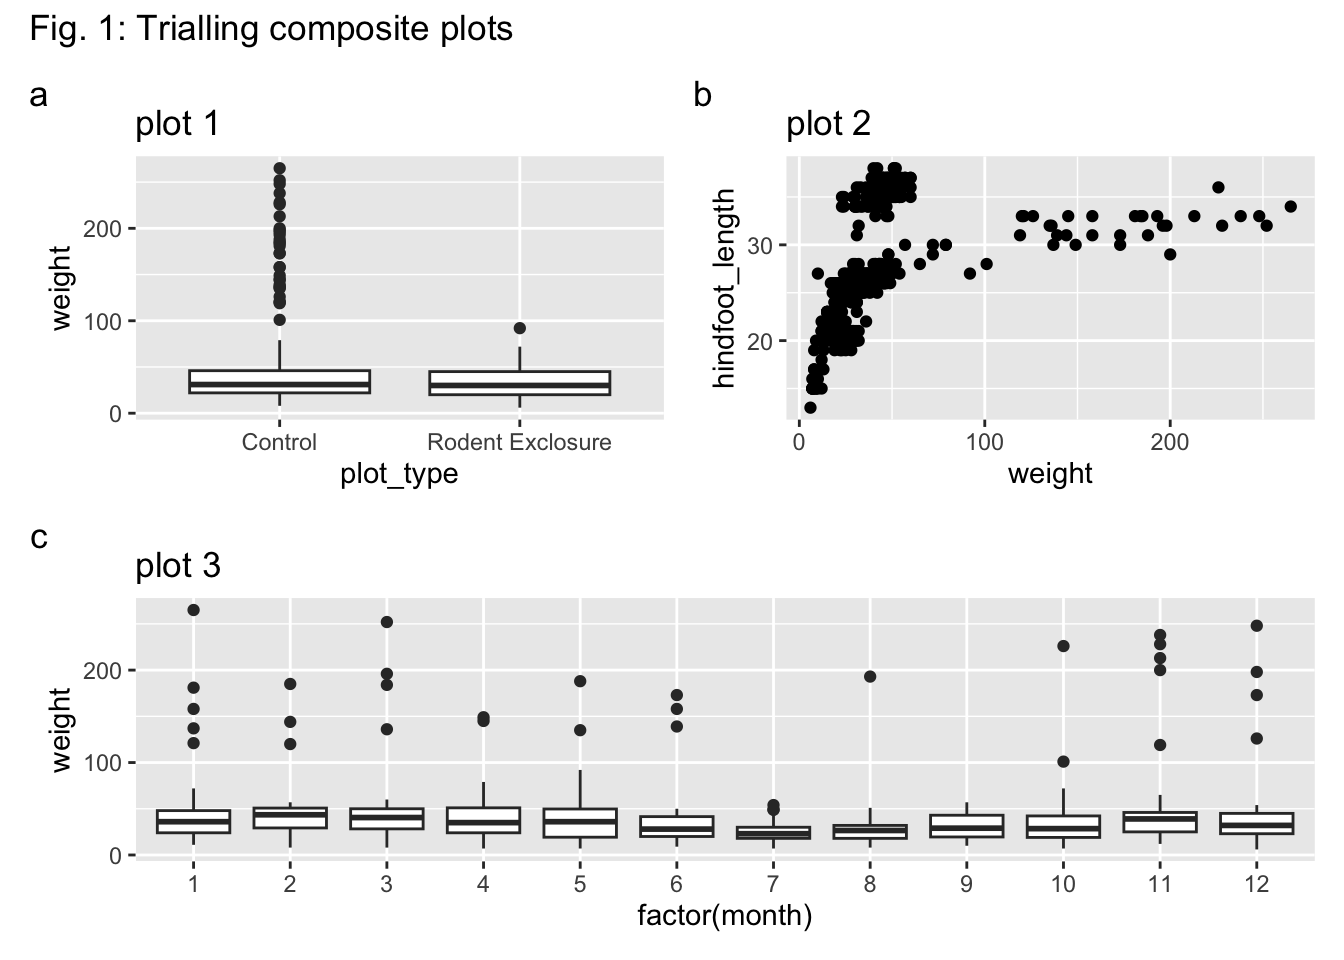 Fig. 1: Trialling composite plots
a
plot 1
weight
200
100
0
Control Rodent Exclosure
plot_type
b
plot 2
hindfoot_length
30
20
0 100 200
weight
c
plot 3
weight
200
100
0
1 2 3 4 5 6 7 8 9 10 11 12
factor(month)